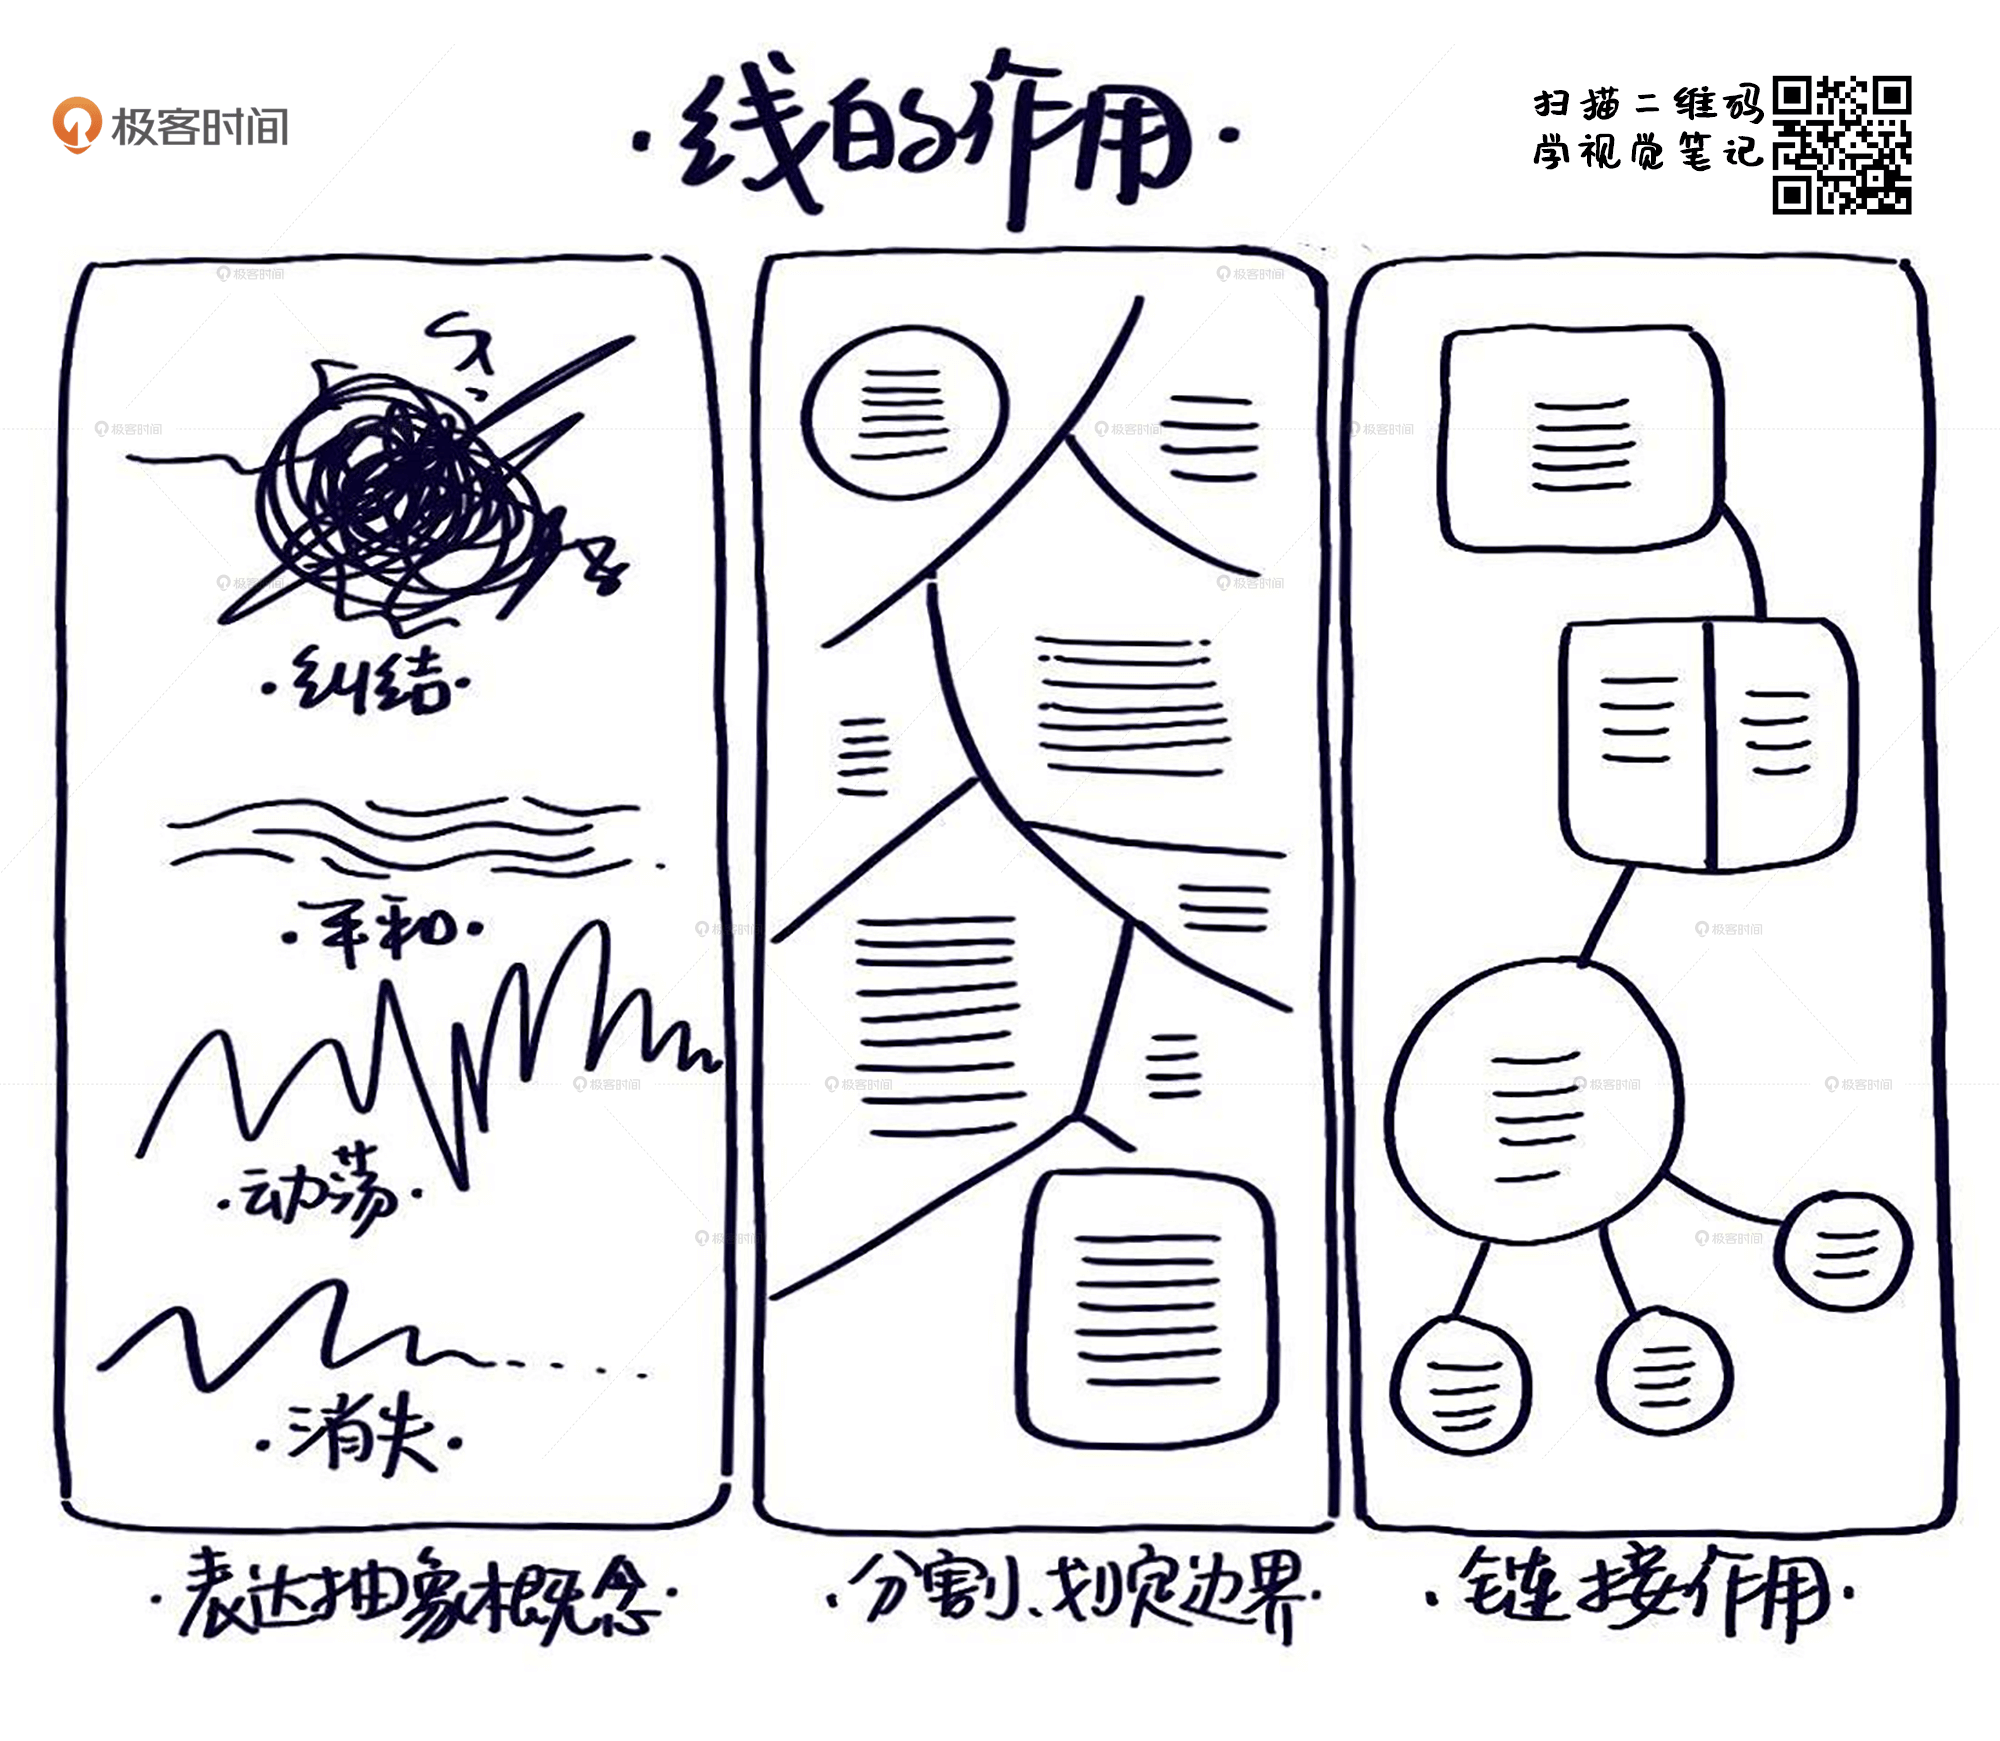 极客时间
·线的作用·
扫描二维码
学视觉笔记
·纠结·
·平和·
·动荡·
·消失·
·表达抽象概念·
·分割、划定边界·
·链接作用·